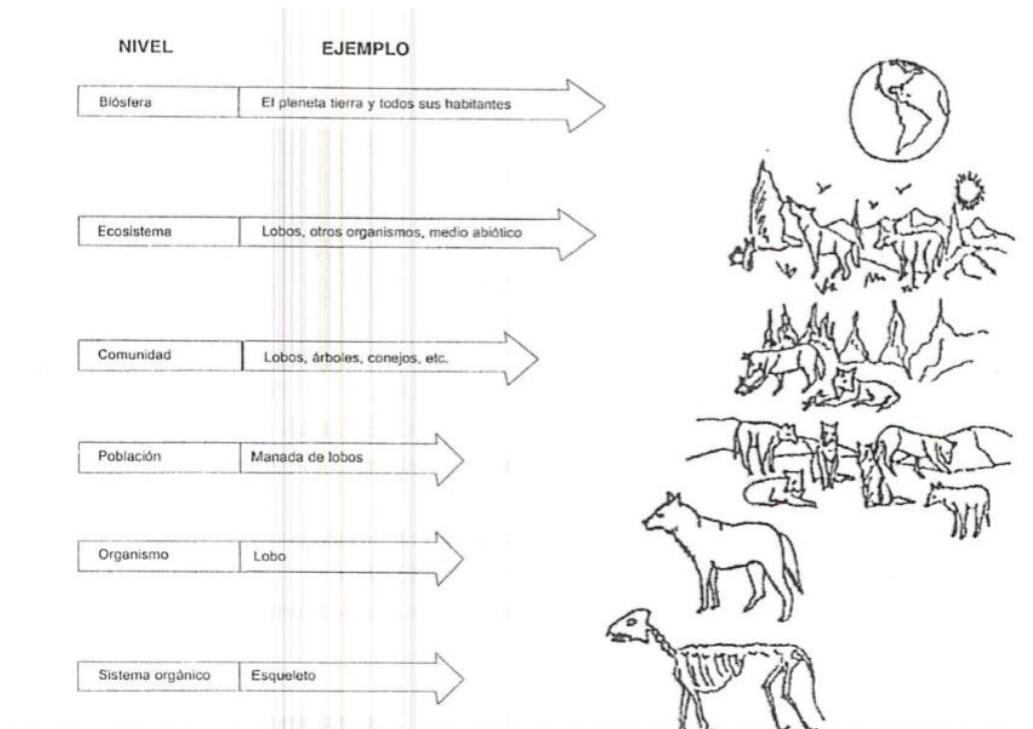 NIVEL EJEMPLO
Biósfera El planeta tierra y todos sus habitantes
Ecosistema Lobos, otros organismos, medio abiótico
Comunidad Lobos, árboles, conejos, etc.
Población Manada de lobos
Organismo Lobo
Sistema orgánico Esqueleto